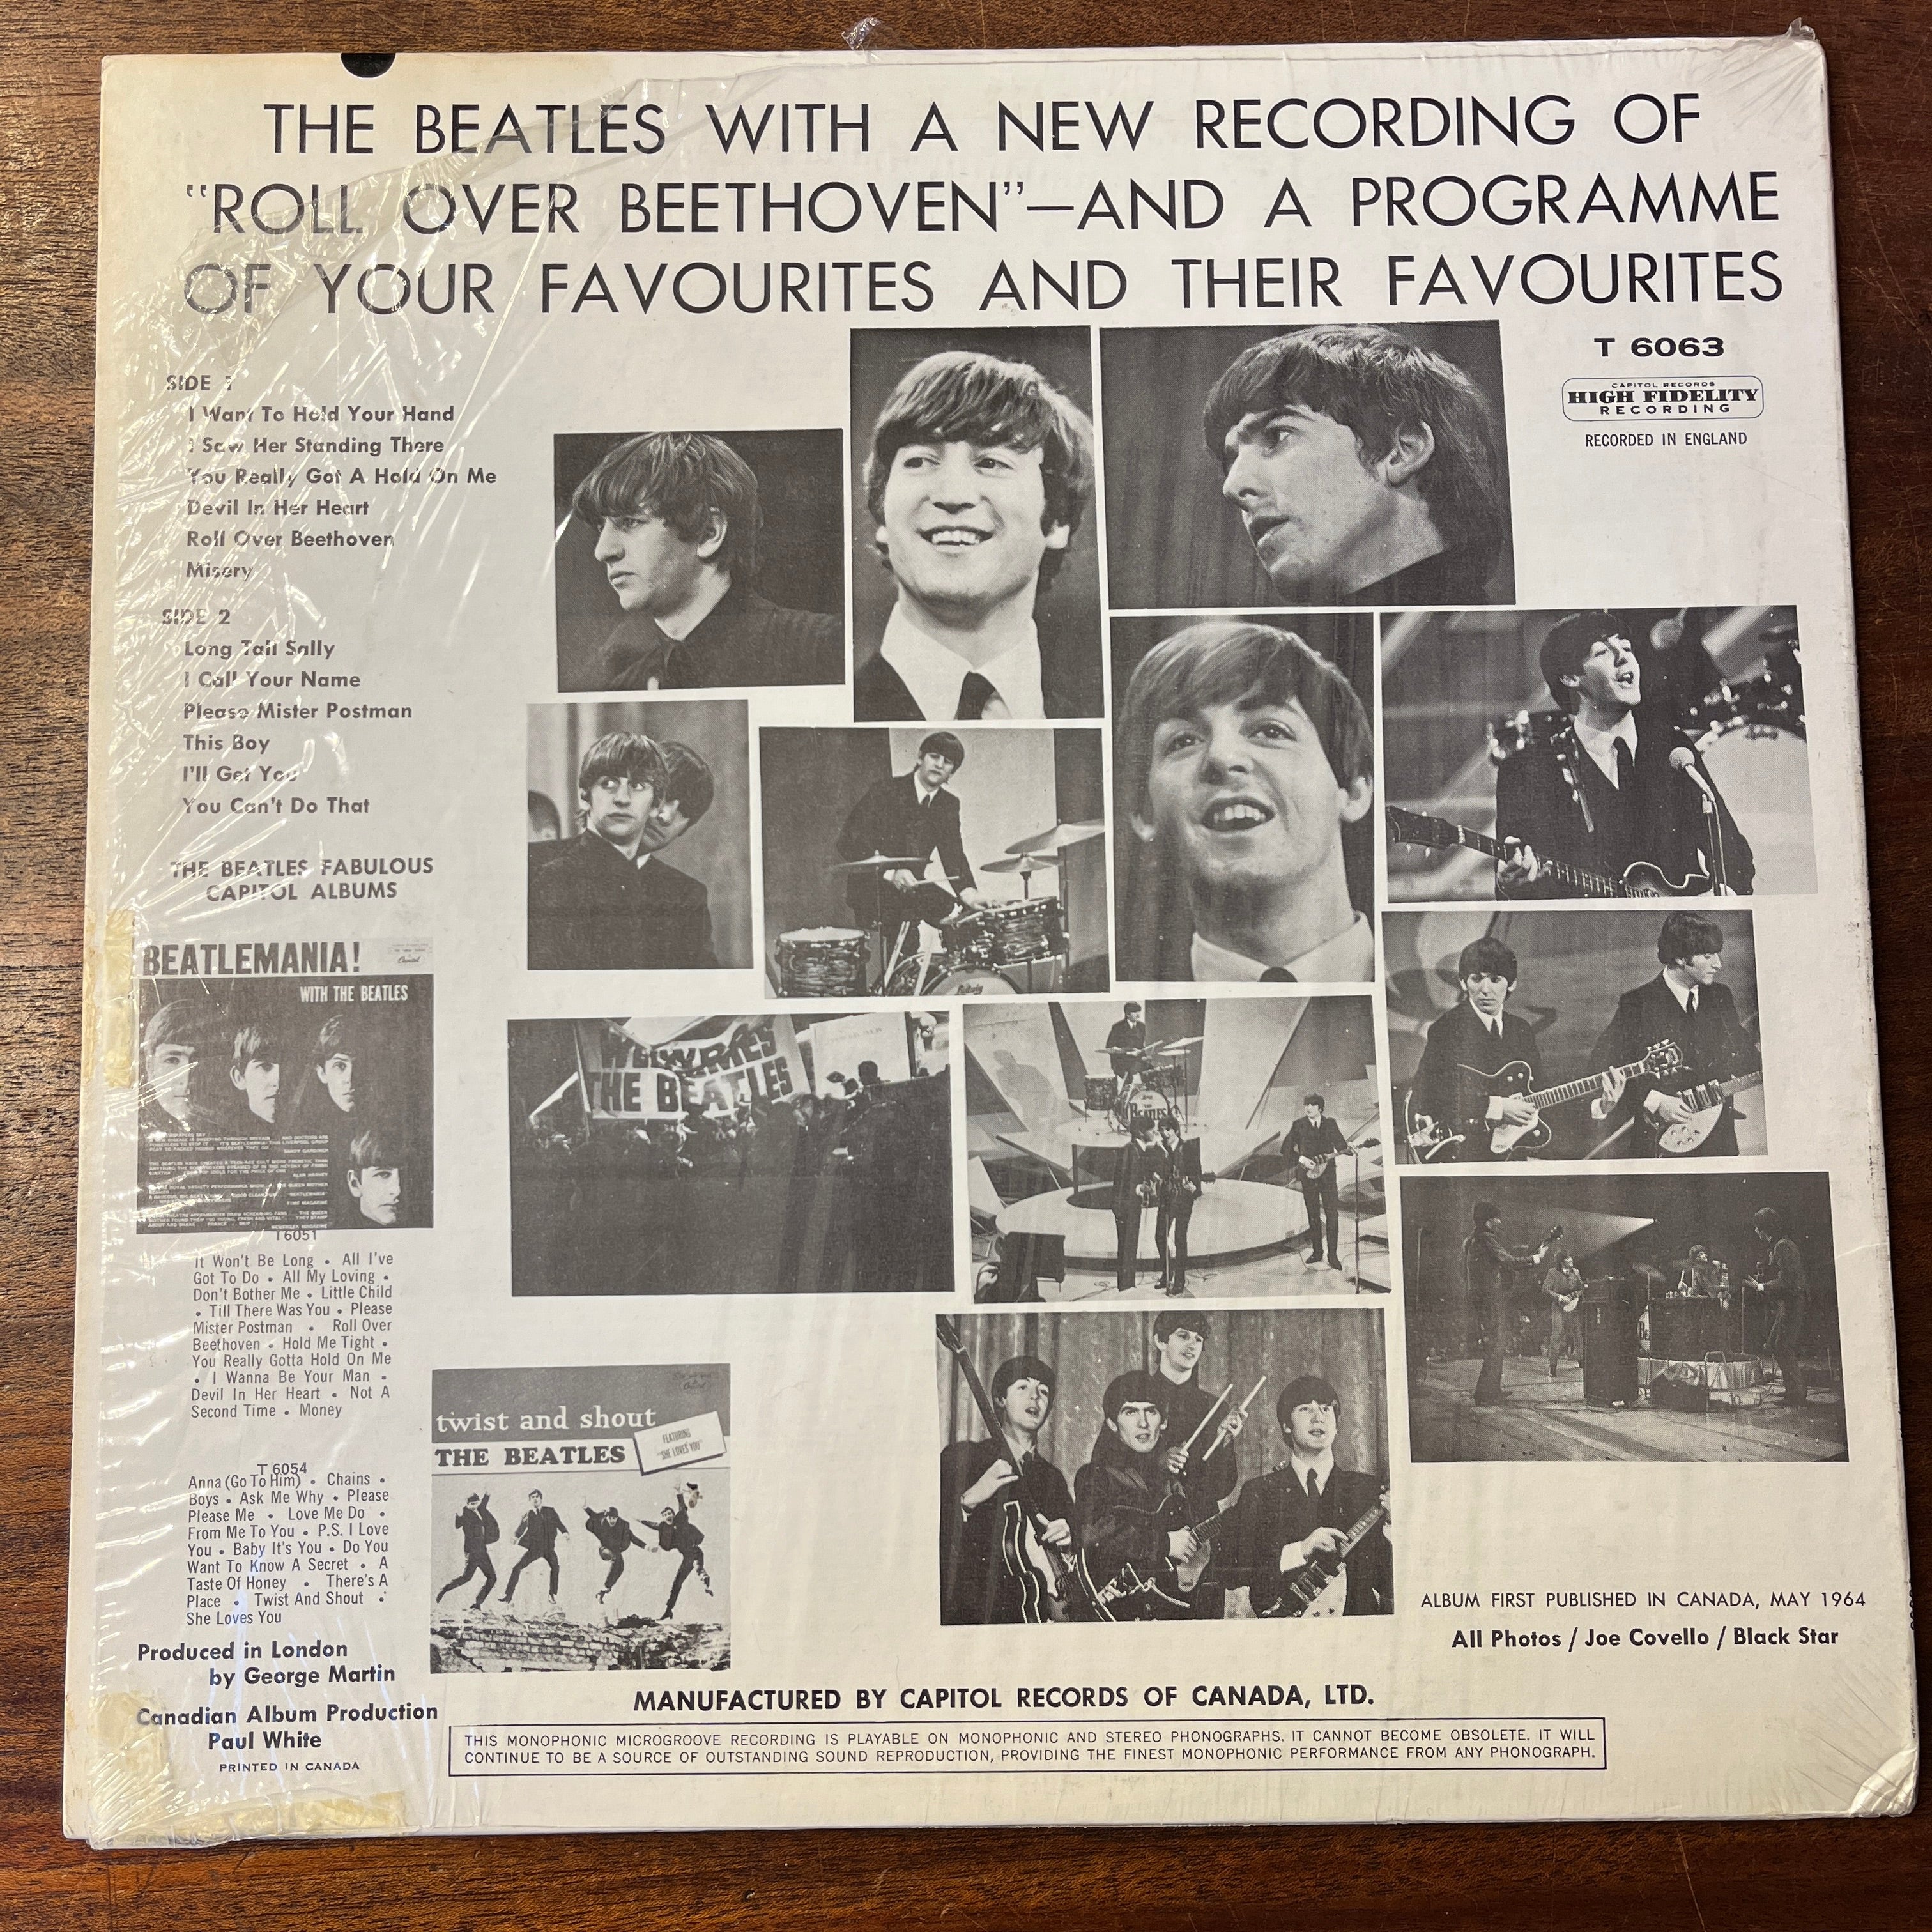 THE BEATLES WITH A NEW RECORDING OF
"ROLL OVER BEETHOVEN"—AND A PROGRAMME
OF YOUR FAVOURITES AND THEIR FAVOURITES
T 6063
CAPITOL RECORDS
HIGH FIDELITY
RECORDING
RECORDED IN ENGLAND
SIDE 1
I Want To Hold Your Hand
I Saw Her Standing There
You Really Got A Hold On Me
Devil In Her Heart
Roll Over Beethoven
Misery
SIDE 2
Long Tall Sally
I Call Your Name
Please Mister Postman
This Boy
I'll Get You
You Can't Do That
THE BEATLES FABULOUS
CAPITOL ALBUMS
BEATLEMANIA!
Capitol
WITH THE BEATLES
T 6051
It Won't Be Long • All I've
Got To Do • All My Loving •
Don't Bother Me • Little Child
• Till There Was You • Please
Mister Postman • Roll Over
Beethoven • Hold Me Tight •
You Really Gotta Hold On Me
• I Wanna Be Your Man •
Devil In Her Heart • Not A
Second Time • Money
T 6054
Anna (Go To Him) • Chains •
Boys • Ask Me Why • Please
Please Me • Love Me Do •
From Me To You • P.S. I Love
You • Baby It's You • Do You
Want To Know A Secret • A
Taste Of Honey • There's A
Place • Twist And Shout •
She Loves You
Capitol
twist and shout
THE BEATLES
FEATURING
"SHE LOVES YOU"
THE BEATLES
Ludwig
THE
BEATLES
Produced in London
by George Martin
Canadian Album Production
Paul White
PRINTED IN CANADA
ALBUM FIRST PUBLISHED IN CANADA, MAY 1964
All Photos / Joe Covello / Black Star
MANUFACTURED BY CAPITOL RECORDS OF CANADA, LTD.
THIS MONOPHONIC MICROGROOVE RECORDING IS PLAYABLE ON MONOPHONIC AND STEREO PHONOGRAPHS. IT CANNOT BECOME OBSOLETE. IT WILL
CONTINUE TO BE A SOURCE OF OUTSTANDING SOUND REPRODUCTION, PROVIDING THE FINEST MONOPHONIC PERFORMANCE FROM ANY PHONOGRAPH.